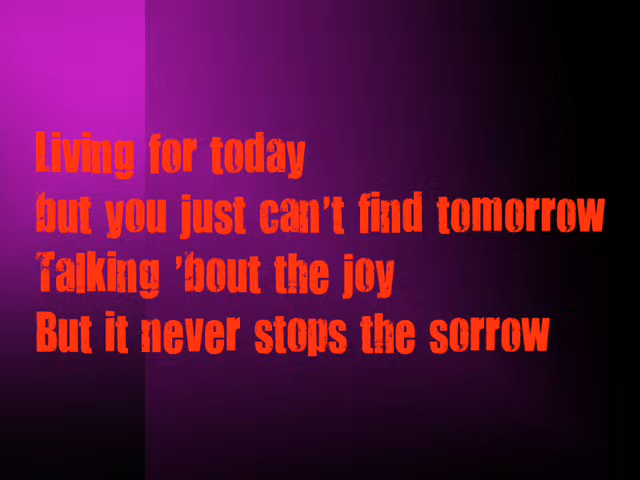 Living for today
but you just can't find tomorrow
Talking 'bout the joy
But it never stops the sorrow